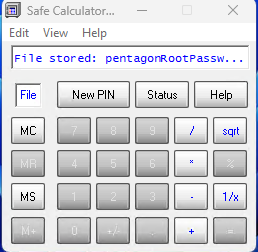 Safe Calculator...
Edit View Help
File stored: pentagonRootPassw...
File New PIN Status Help
MC 7 8 9 / sqrt
MR 4 5 6 * %
MS 1 2 3 - 1/x
M+ 0 +/- . + =